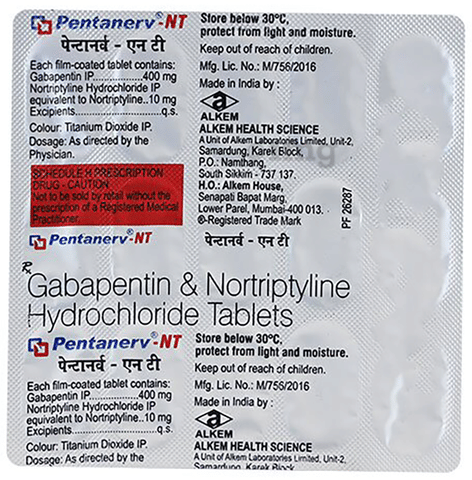 Pentanerv®-NT
पेन्टानर्व - एन टी
Each film-coated tablet contains:
Gabapentin IP...............400 mg
Nortriptyline Hydrochloride IP
equivalent to Nortriptyline..10 mg
Excipients........................q.s.
Colour: Titanium Dioxide IP.
Dosage: As directed by the
Physician.
SCHEDULE H PRESCRIPTION
DRUG - CAUTION
Not to be sold by retail without the
prescription of a Registered Medical
Practitioner.
Store below 30°C,
protect from light and moisture.
Keep out of reach of children.
Mfg. Lic. No.: M/756/2016
Made in India by :
ALKEM
ALKEM HEALTH SCIENCE
A Unit of Alkem Laboratories Limited, Unit-2,
Samardung, Karek Block,
P.O.: Namthang,
South Sikkim - 737 137.
H.O.: Alkem House,
Senapati Bapat Marg,
Lower Parel, Mumbai-400 013.
®-Registered Trade Mark
PF 26287
Pentanerv®-NT
पेन्टानर्व - एन टी
Rx
Gabapentin & Nortriptyline
Hydrochloride Tablets
Pentanerv®-NT
पेन्टानर्व - एन टी
Each film-coated tablet contains:
Gabapentin IP...............400 mg
Nortriptyline Hydrochloride IP
equivalent to Nortriptyline..10 mg
Excipients........................q.s.
Colour: Titanium Dioxide IP.
Dosage: As directed by the
Store below 30°C,
protect from light and moisture.
Keep out of reach of children.
Mfg. Lic. No.: M/756/2016
Made in India by :
ALKEM
ALKEM HEALTH SCIENCE
A Unit of Alkem Laboratories Limited, Unit-2,
Samardung, Karek Block,